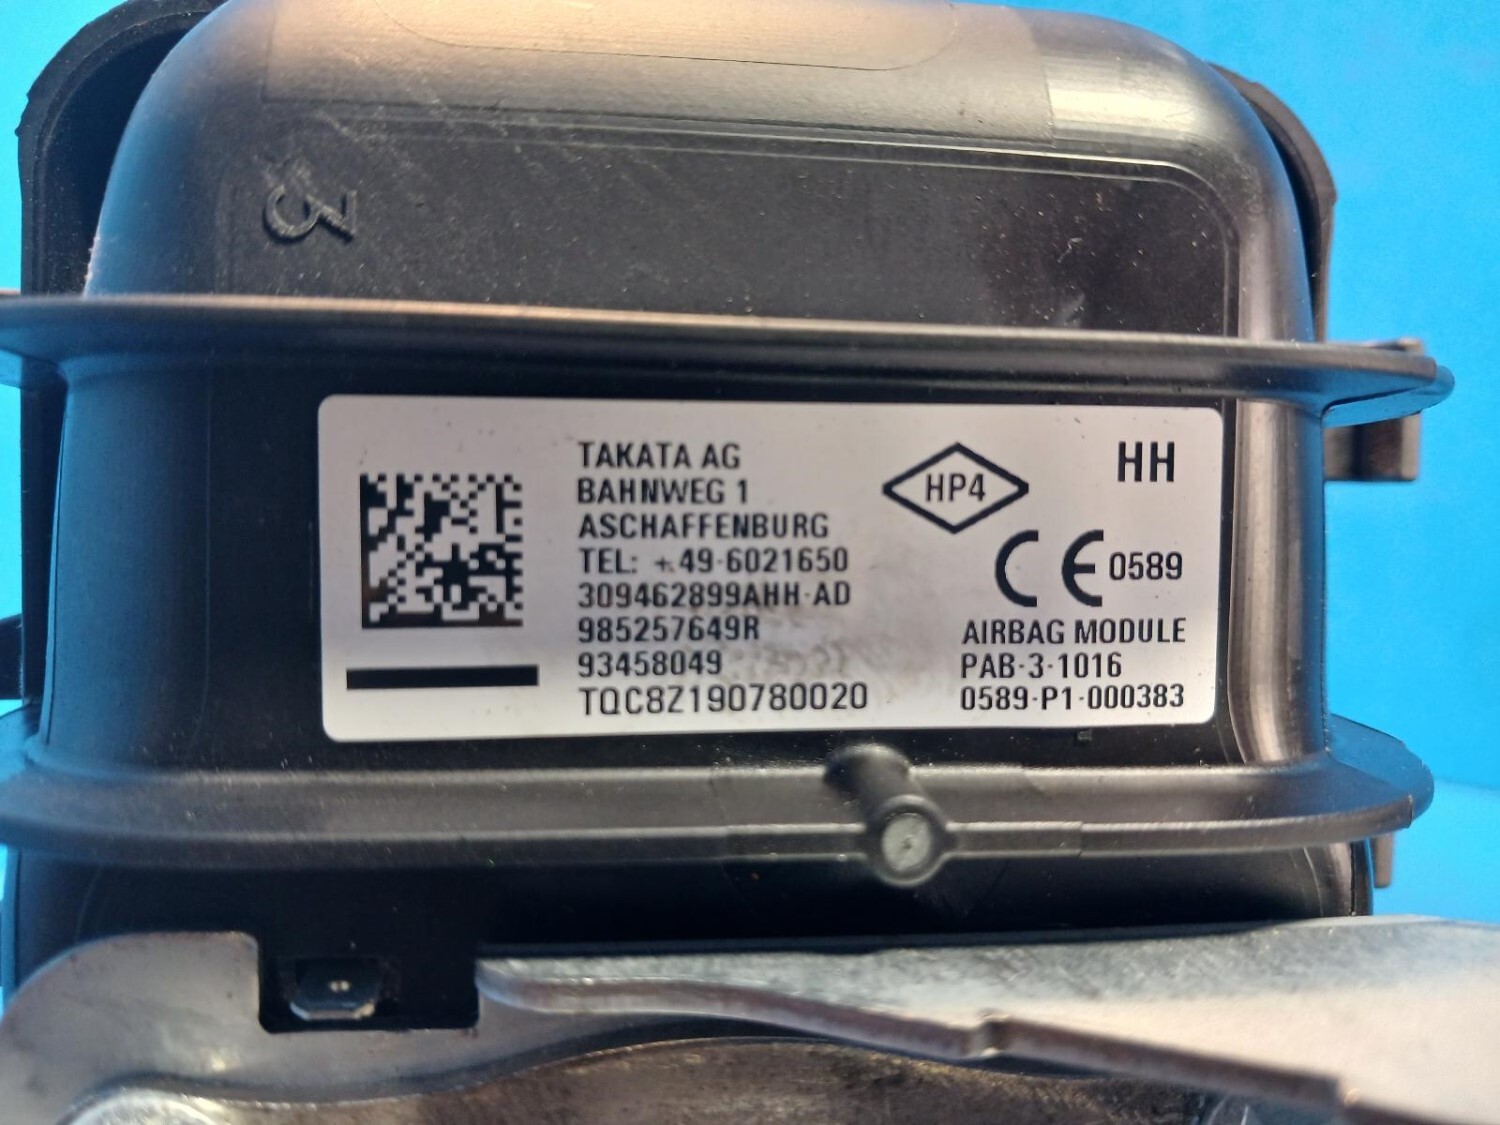 3
TAKATA AG
BAHNWEG 1
ASCHAFFENBURG
TEL: +49-6021650
309462899AHH-AD
985257649R
93458049
TQC8Z190780020
HP4
HH
CE 0589
AIRBAG MODULE
PAB-3-1016
0589-P1-000383